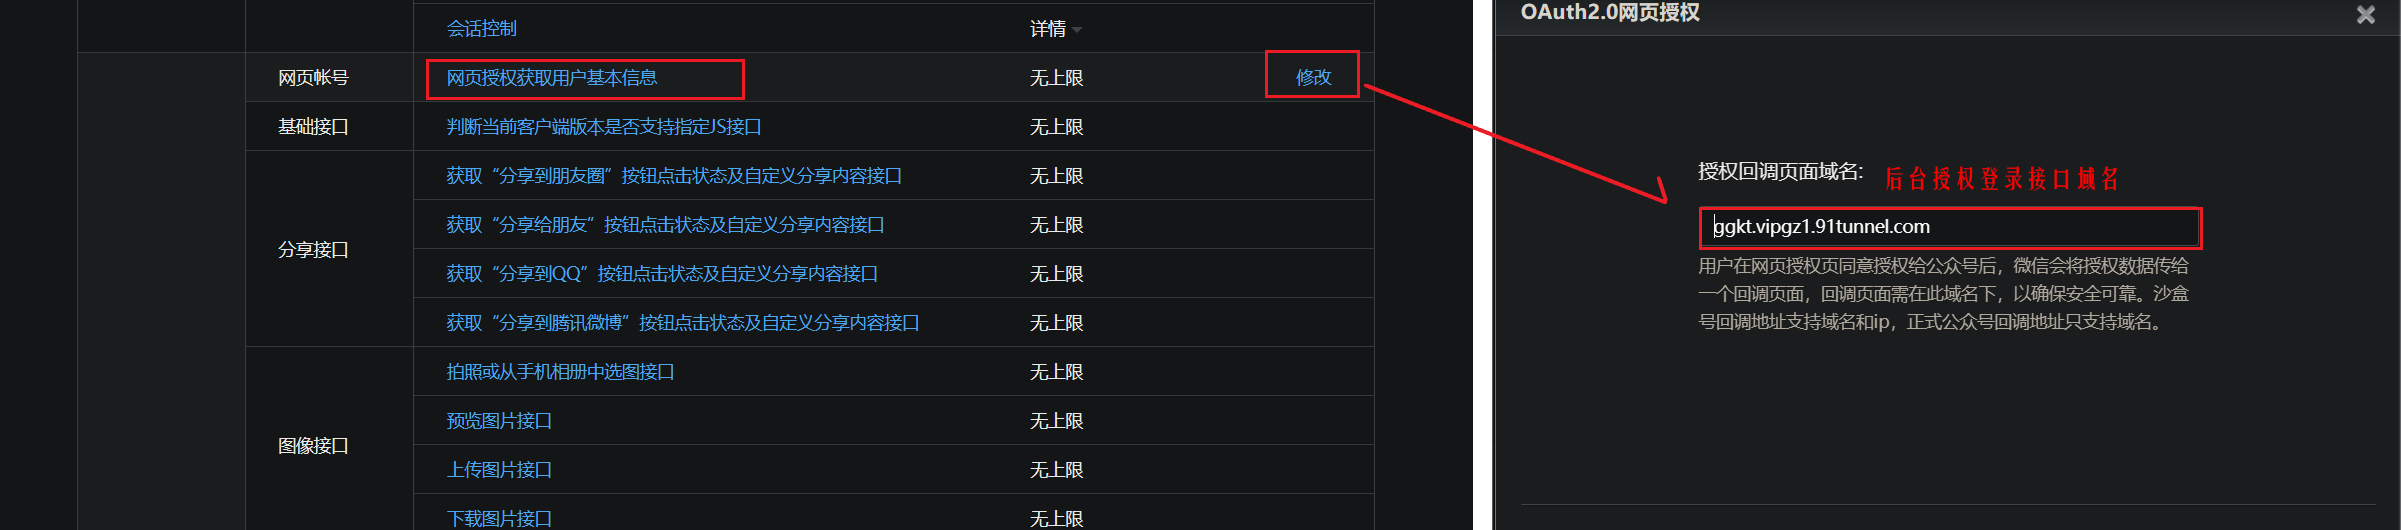 会话控制 详情
网页帐号 网页授权获取用户基本信息 无上限 修改
基础接口 判断当前客户端版本是否支持指定JS接口 无上限
获取“分享到朋友圈”按钮点击状态及自定义分享内容接口 无上限
获取“分享给朋友”按钮点击状态及自定义分享内容接口 无上限
分享接口
获取“分享到QQ”按钮点击状态及自定义分享内容接口 无上限
获取“分享到腾讯微博”按钮点击状态及自定义分享内容接口 无上限
拍照或从手机相册中选图接口 无上限
预览图片接口 无上限
图像接口
上传图片接口 无上限
下载图片接口 无上限
OAuth2.0网页授权
授权回调页面域名: 后台授权登录接口域名
ggkt.vipgz1.91tunnel.com
用户在网页授权页同意授权给公众号后，微信会将授权数据传给
一个回调页面，回调页面需在此域名下，以确保安全可靠。沙盒
号回调地址支持域名和ip，正式公众号回调地址只支持域名。